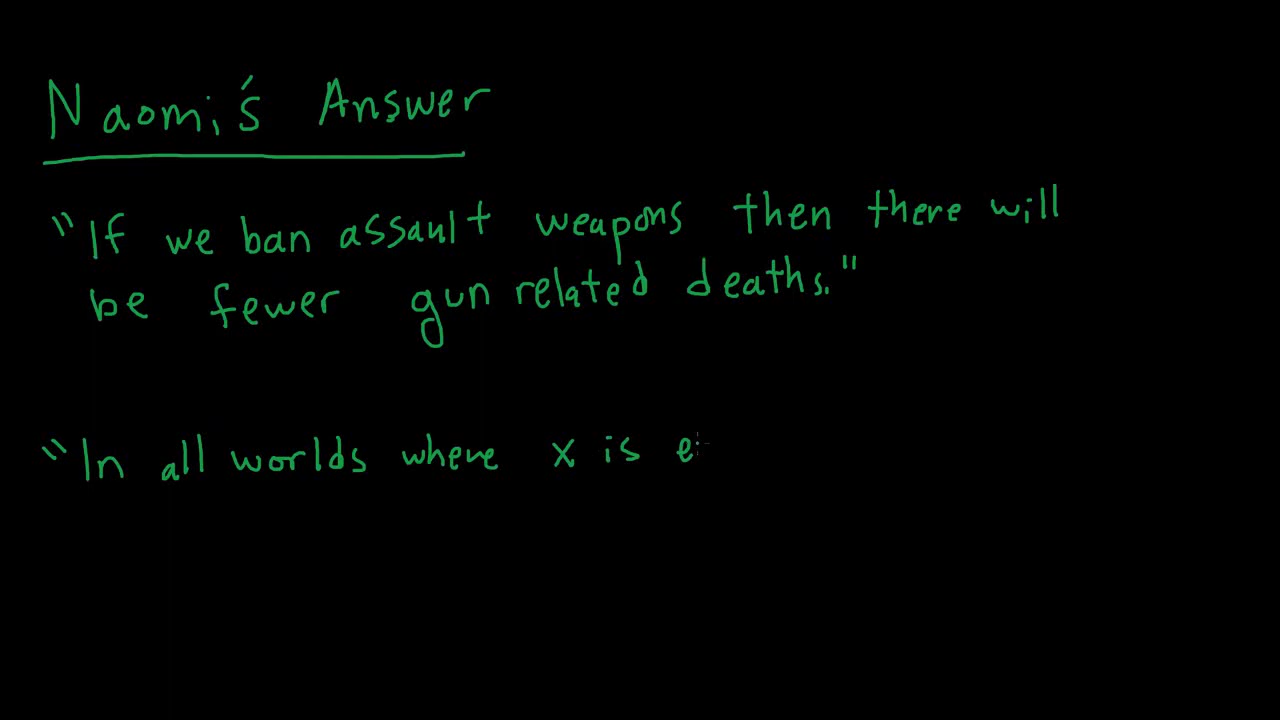 Naomi's Answer
"If we ban assault weapons then there will
be fewer gun related deaths."
"In all worlds where x is e